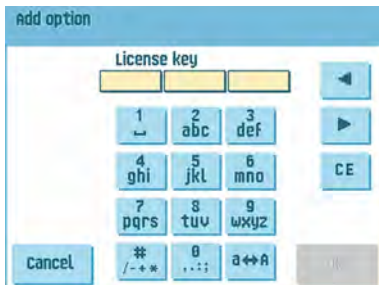 Add option
License key
1 2 abc 3 def
4 ghi 5 jkl 6 mno
7 pqrs 8 tuv 9 wxyz
CE
Cancel # /-+* 0 .,:; a⇔A